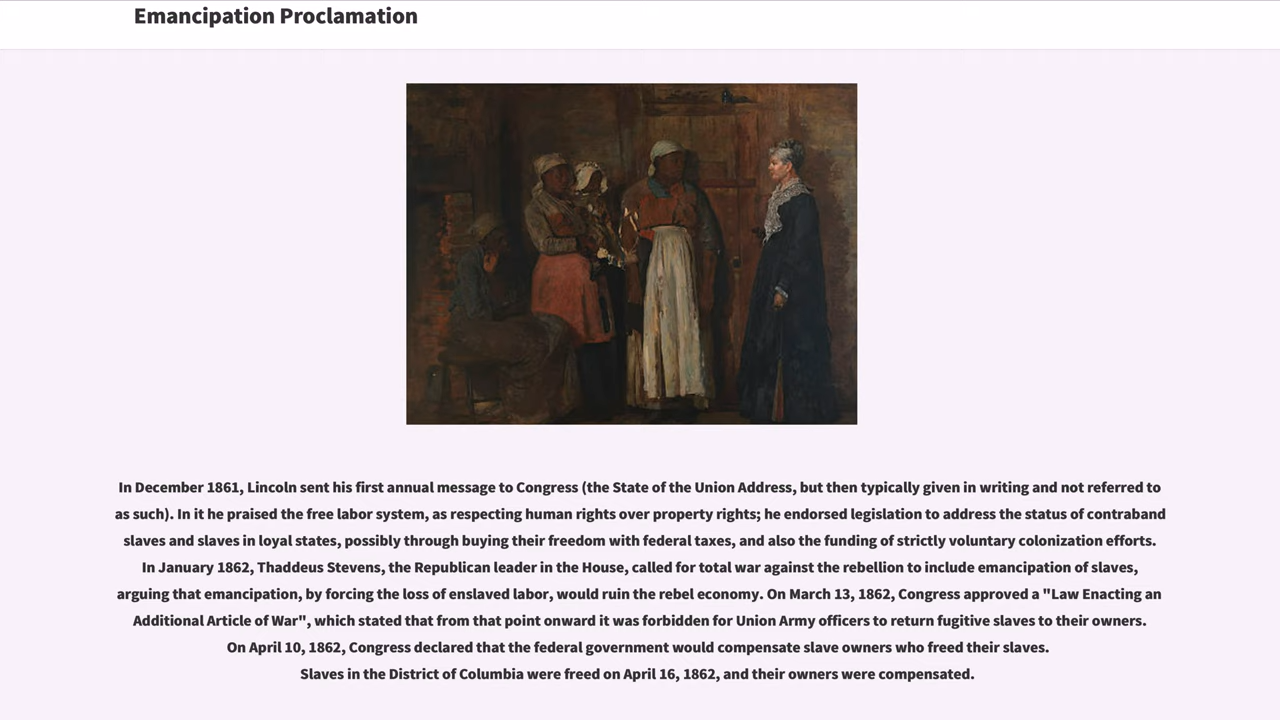 Emancipation Proclamation
In December 1861, Lincoln sent his first annual message to Congress (the State of the Union Address, but then typically given in writing and not referred to
as such). In it he praised the free labor system, as respecting human rights over property rights; he endorsed legislation to address the status of contraband
slaves and slaves in loyal states, possibly through buying their freedom with federal taxes, and also the funding of strictly voluntary colonization efforts.
In January 1862, Thaddeus Stevens, the Republican leader in the House, called for total war against the rebellion to include emancipation of slaves,
arguing that emancipation, by forcing the loss of enslaved labor, would ruin the rebel economy. On March 13, 1862, Congress approved a "Law Enacting an
Additional Article of War", which stated that from that point onward it was forbidden for Union Army officers to return fugitive slaves to their owners.
On April 10, 1862, Congress declared that the federal government would compensate slave owners who freed their slaves.
Slaves in the District of Columbia were freed on April 16, 1862, and their owners were compensated.